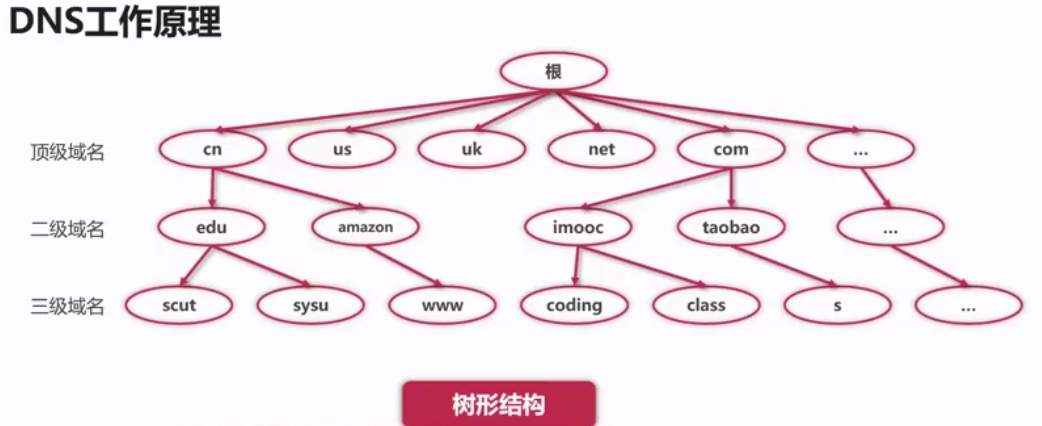 DNS工作原理
根
顶级域名 cn us uk net com ...
二级域名 edu amazon imooc taobao ...
三级域名 scut sysu www coding class s ...
树形结构